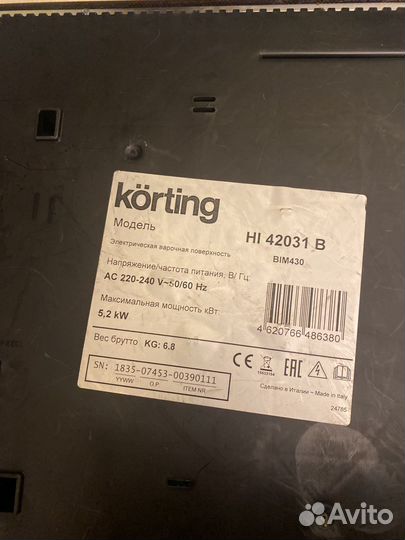 körting
Модель
HI 42031 B
Электрическая варочная поверхность
BIM430
Напряжение/частота питания, В/ Гц:
AC 220-240 V~50/60 Hz
Максимальная мощность кВт:
5,2 kW
4 620766 486380
Вес брутто KG: 6.8
SN: 1835-07453-00390111
YYWW O.P. ITEM NR.
CE
EAC
Сделано в Италии ~ Made in Italy
24785
Avito